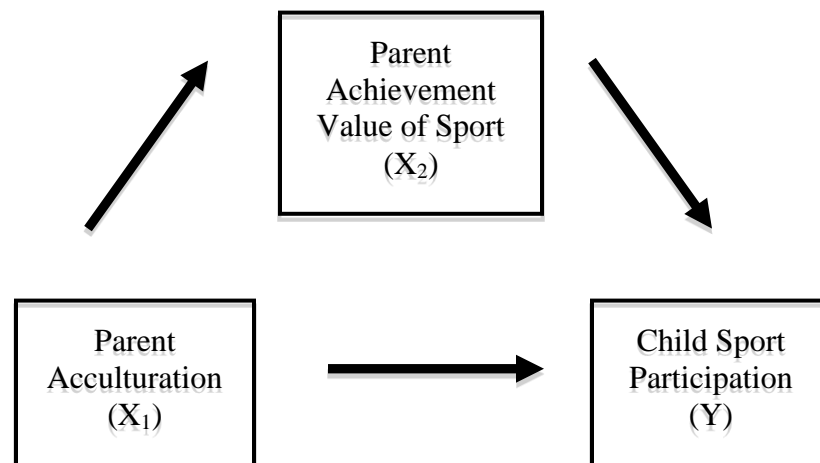 Parent
Achievement
Value of Sport
(X₂)
Parent
Acculturation
(X₁)
Child Sport
Participation
(Y)